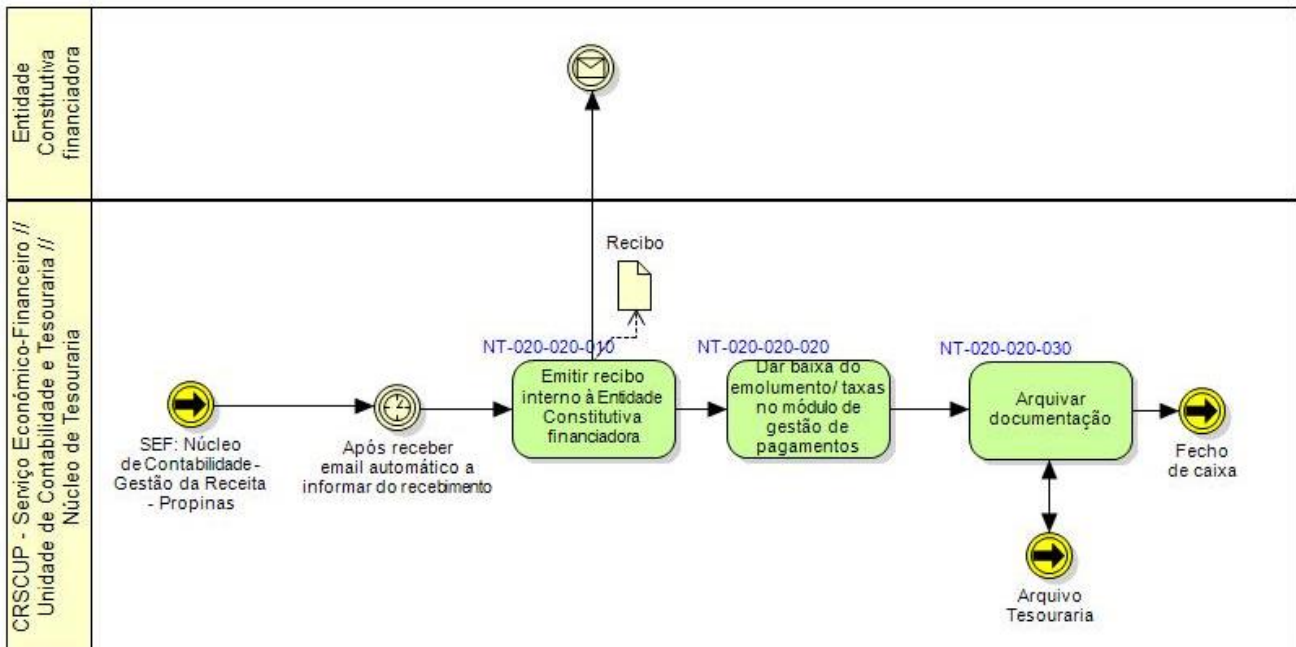 Entidade
Constitutiva
financiadora
CRSCUP - Serviço Económico-Financeiro //
Unidade de Contabilidade e Tesouraria //
Núcleo de Tesouraria
Recibo
NT-020-020-010
NT-020-020-020
NT-020-020-030
Emitir recibo
interno à Entidade
Constitutiva
financiadora
Dar baixa do
emolumento/ taxas
no módulo de
gestão de
pagamentos
Arquivar
documentação
SEF: Núcleo
de Contabilidade -
Gestão da Receita
- Propinas
Após receber
email automático a
informar do recebimento
Fecho
de caixa
Arquivo
Tesouraria